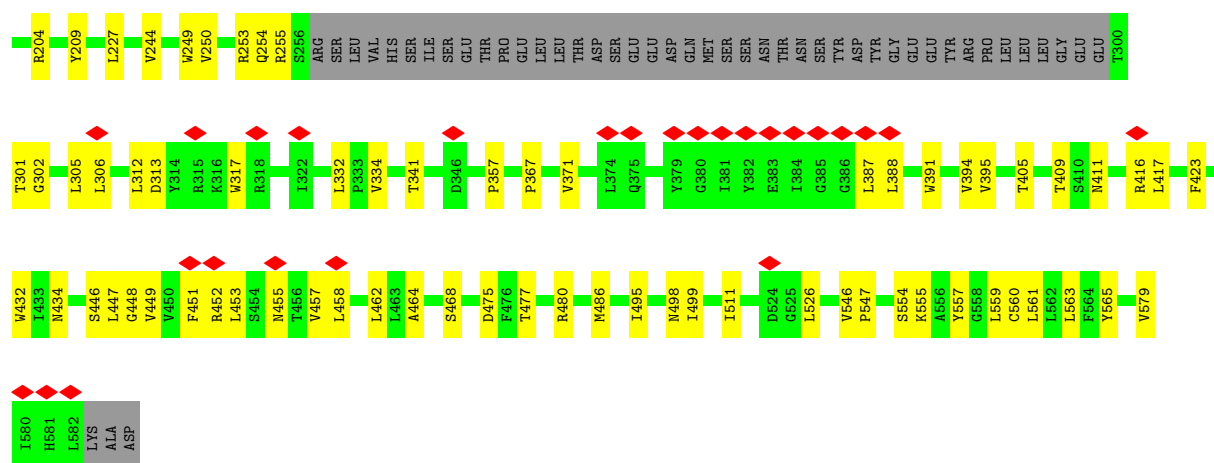 R204 Y209 L227 V244 W249 V250 R253 Q254 R255 S256 ARG SER LEU VAL HIS SER ILE SER GLU THR PRO GLU LEU LEU THR ASP SER GLU GLU ASP GLN MET SER SER ASN THR ASN SER TYR ASP TYR GLY GLU GLU TYR ARG PRO LEU LEU LEU GLY GLU GLU T300
T301 G302 L305 L306 L312 D313 Y314 R315 K316 W317 R318 I322 L332 P333 V334 T341 D346 P357 P367 V371 L374 Q375 Y379 G380 I381 Y382 E383 I384 G385 G386 L387 L388 W391 V394 V395 T405 T409 S410 N411 R416 L417 F423
W432 I433 N434 S446 L447 G448 V449 V450 F451 R452 L453 S454 N455 T456 V457 L458 L462 L463 A464 S468 D475 F476 T477 R480 M486 I495 N498 I499 I511 D524 G525 L526 V546 P547 S554 K555 A556 Y557 G558 L559 C560 L561 L562 L563 F564 Y565 V579
I580 H581 L582 LYS ALA ASP